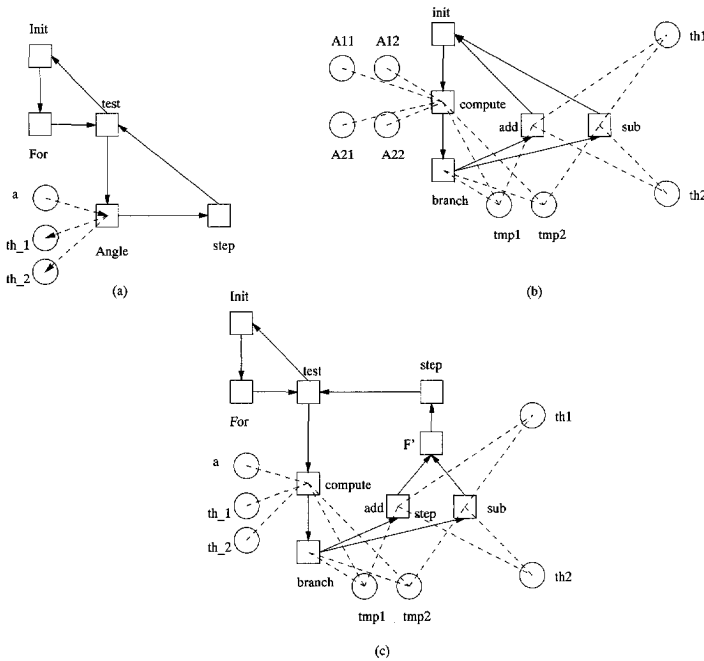 Init
test
For
a
th_1
th_2
Angle
step
(a)
init
A11 A12
th1
compute
add
sub
A21 A22
branch
th2
tmp1 tmp2
(b)
Init
test
step
For
F'
th1
a
compute
th_1
add
step
sub
th_2
branch
th2
tmp1 tmp2
(c)